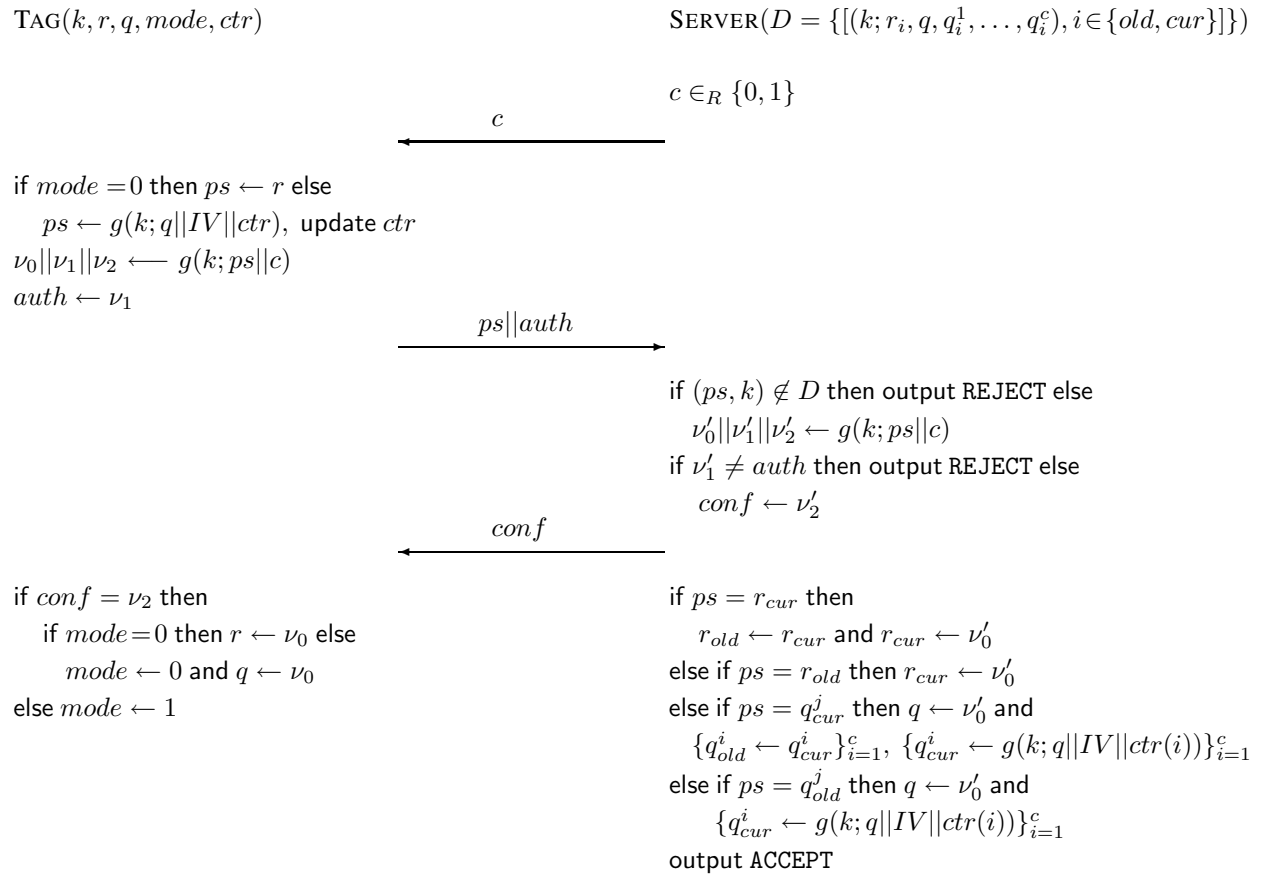 TAG(k, r, q, mode, ctr)
SERVER(D = {[(k; r_i, q, q_i^1, . . . , q_i^c), i∈{old, cur}]})
c ∈_R {0, 1}
c
if mode = 0 then ps ← r else
ps ← g(k; q||IV||ctr), update ctr
ν_0||ν_1||ν_2 ⟵ g(k; ps||c)
auth ← ν_1
ps||auth
if (ps, k) ∉ D then output REJECT else
ν′_0||ν′_1||ν′_2 ← g(k; ps||c)
if ν′_1 ≠ auth then output REJECT else
conf ← ν′_2
conf
if conf = ν_2 then
if mode=0 then r ← ν_0 else
mode ← 0 and q ← ν_0
else mode ← 1
if ps = r_cur then
r_old ← r_cur and r_cur ← ν′_0
else if ps = r_old then r_cur ← ν′_0
else if ps = q_cur^j then q ← ν′_0 and
{q_old^i ← q_cur^i}_{i=1}^c, {q_cur^i ← g(k; q||IV||ctr(i))}_{i=1}^c
else if ps = q_old^j then q ← ν′_0 and
{q_cur^i ← g(k; q||IV||ctr(i))}_{i=1}^c
output ACCEPT